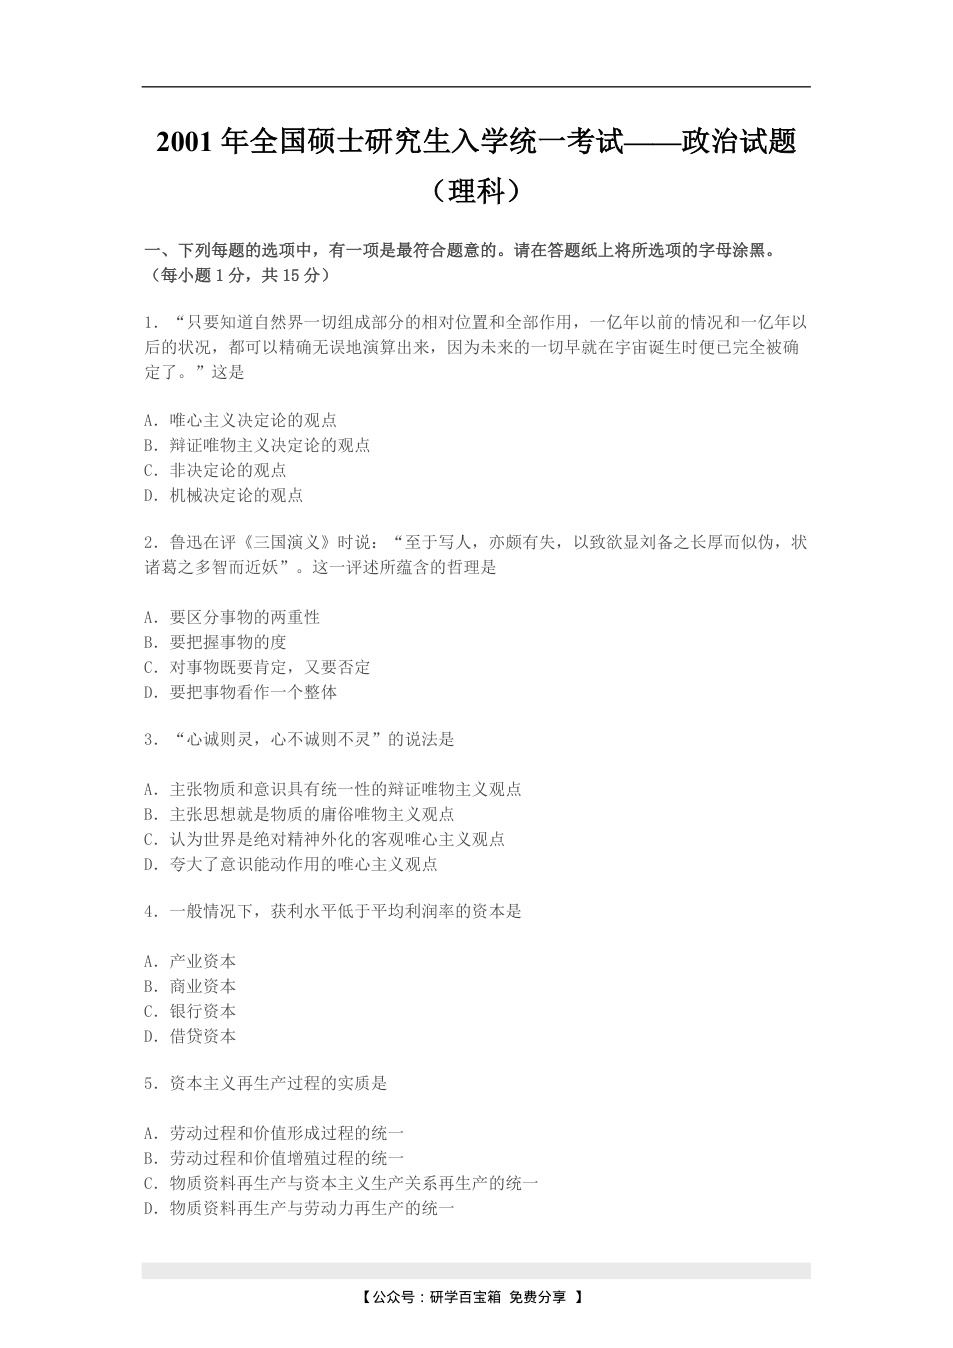 2001 年全国硕士研究生入学统一考试——政治试题
（理科）
一、下列每题的选项中，有一项是最符合题意的。请在答题纸上将所选项的字母涂黑。
（每小题 1 分，共 15 分）
1．“只要知道自然界一切组成部分的相对位置和全部作用，一亿年以前的情况和一亿年以
后的状况，都可以精确无误地演算出来，因为未来的一切早就在宇宙诞生时便已完全被确
定了。”这是
A．唯心主义决定论的观点
B．辩证唯物主义决定论的观点
C．非决定论的观点
D．机械决定论的观点
2．鲁迅在评《三国演义》时说：“至于写人，亦颇有失，以致欲显刘备之长厚而似伪，状
诸葛之多智而近妖”。这一评述所蕴含的哲理是
A．要区分事物的两重性
B．要把握事物的度
C．对事物既要肯定，又要否定
D．要把事物看作一个整体
3．“心诚则灵，心不诚则不灵”的说法是
A．主张物质和意识具有统一性的辩证唯物主义观点
B．主张思想就是物质的庸俗唯物主义观点
C．认为世界是绝对精神外化的客观唯心主义观点
D．夸大了意识能动作用的唯心主义观点
4．一般情况下，获利水平低于平均利润率的资本是
A．产业资本
B．商业资本
C．银行资本
D．借贷资本
5．资本主义再生产过程的实质是
A．劳动过程和价值形成过程的统一
B．劳动过程和价值增殖过程的统一
C．物质资料再生产与资本主义生产关系再生产的统一
D．物质资料再生产与劳动力再生产的统一
【公众号：研学百宝箱 免费分享 】